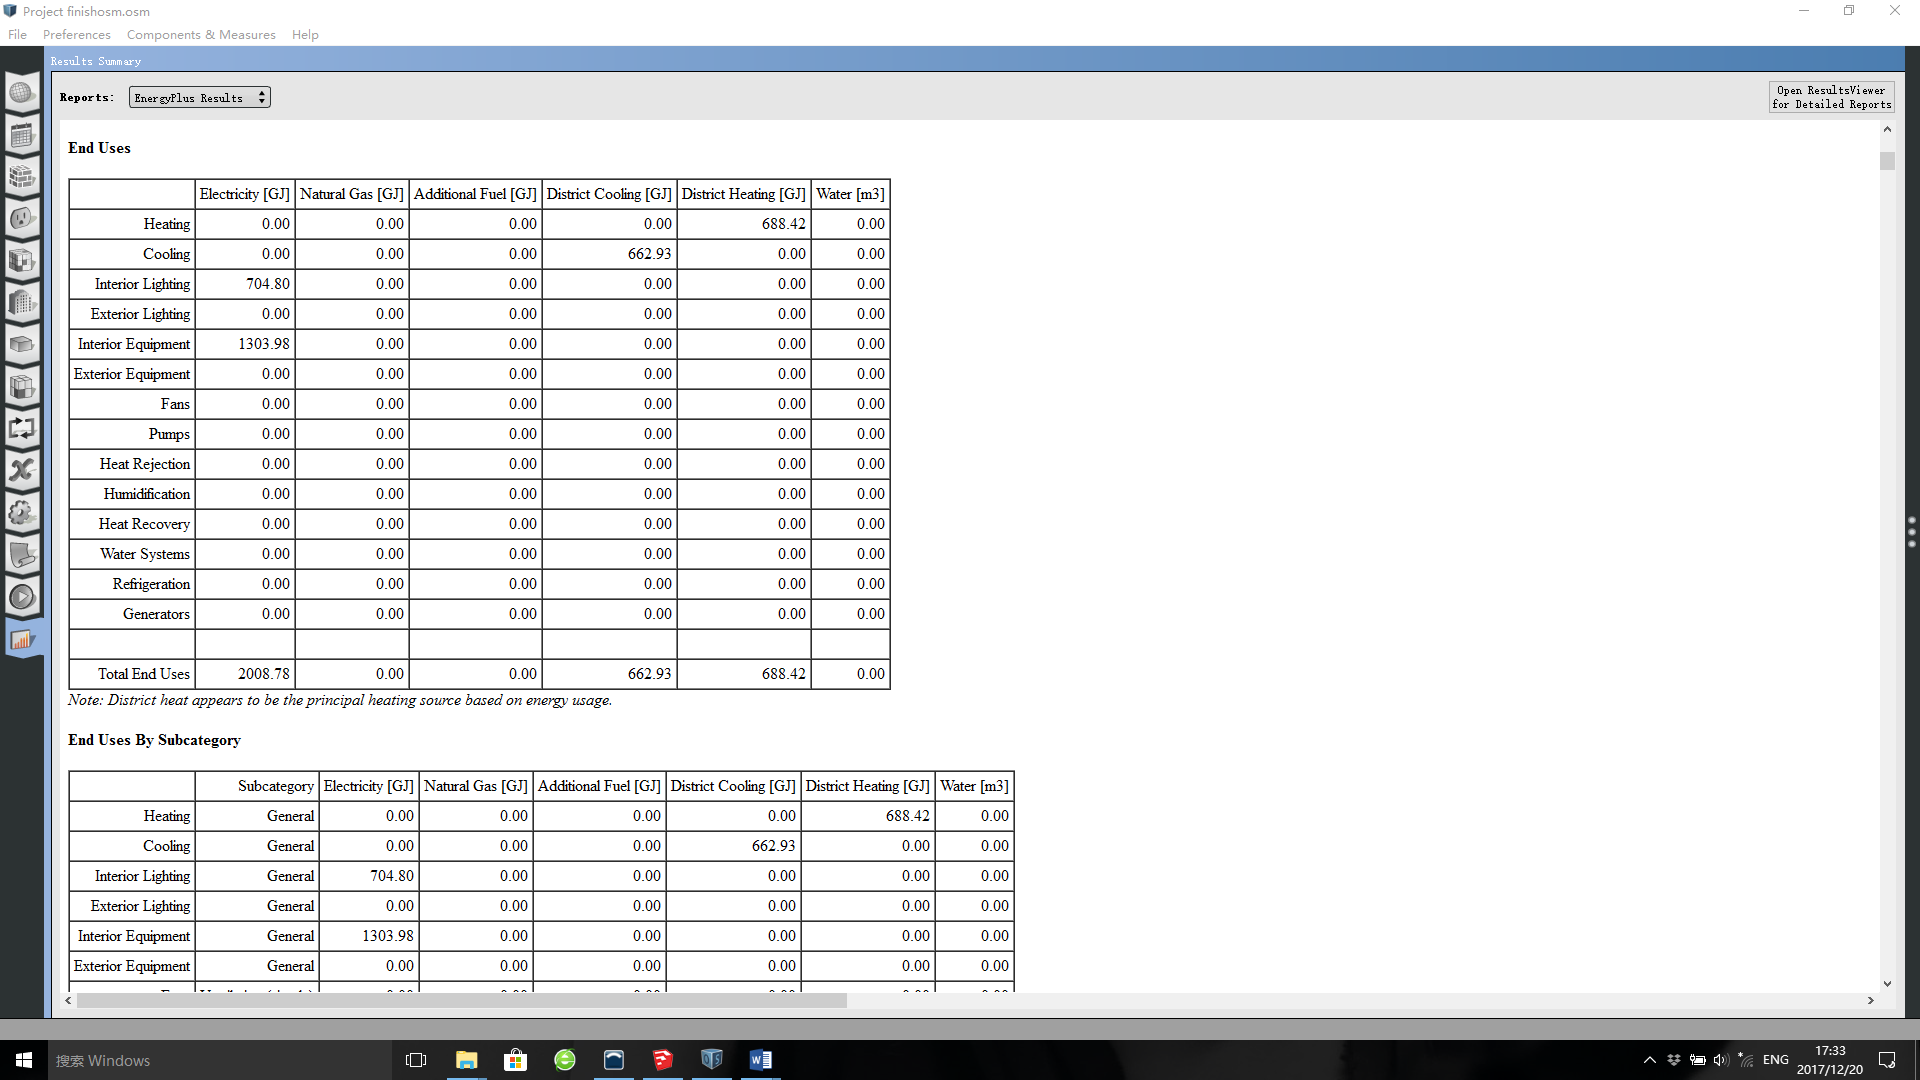 Project finishosm.osm
File Preferences Components & Measures Help
Results Summary
Reports: EnergyPlus Results
Open ResultsViewer
for Detailed Reports
End Uses
Electricity [GJ] Natural Gas [GJ] Additional Fuel [GJ] District Cooling [GJ] District Heating [GJ] Water [m3]
Heating 0.00 0.00 0.00 0.00 688.42 0.00
Cooling 0.00 0.00 0.00 662.93 0.00 0.00
Interior Lighting 704.80 0.00 0.00 0.00 0.00 0.00
Exterior Lighting 0.00 0.00 0.00 0.00 0.00 0.00
Interior Equipment 1303.98 0.00 0.00 0.00 0.00 0.00
Exterior Equipment 0.00 0.00 0.00 0.00 0.00 0.00
Fans 0.00 0.00 0.00 0.00 0.00 0.00
Pumps 0.00 0.00 0.00 0.00 0.00 0.00
Heat Rejection 0.00 0.00 0.00 0.00 0.00 0.00
Humidification 0.00 0.00 0.00 0.00 0.00 0.00
Heat Recovery 0.00 0.00 0.00 0.00 0.00 0.00
Water Systems 0.00 0.00 0.00 0.00 0.00 0.00
Refrigeration 0.00 0.00 0.00 0.00 0.00 0.00
Generators 0.00 0.00 0.00 0.00 0.00 0.00
Total End Uses 2008.78 0.00 0.00 662.93 688.42 0.00
Note: District heat appears to be the principal heating source based on energy usage.
End Uses By Subcategory
Subcategory Electricity [GJ] Natural Gas [GJ] Additional Fuel [GJ] District Cooling [GJ] District Heating [GJ] Water [m3]
Heating General 0.00 0.00 0.00 0.00 688.42 0.00
Cooling General 0.00 0.00 0.00 662.93 0.00 0.00
Interior Lighting General 704.80 0.00 0.00 0.00 0.00 0.00
Exterior Lighting General 0.00 0.00 0.00 0.00 0.00 0.00
Interior Equipment General 1303.98 0.00 0.00 0.00 0.00 0.00
Exterior Equipment General 0.00 0.00 0.00 0.00 0.00 0.00
搜索 Windows
ENG
17:33
2017/12/20